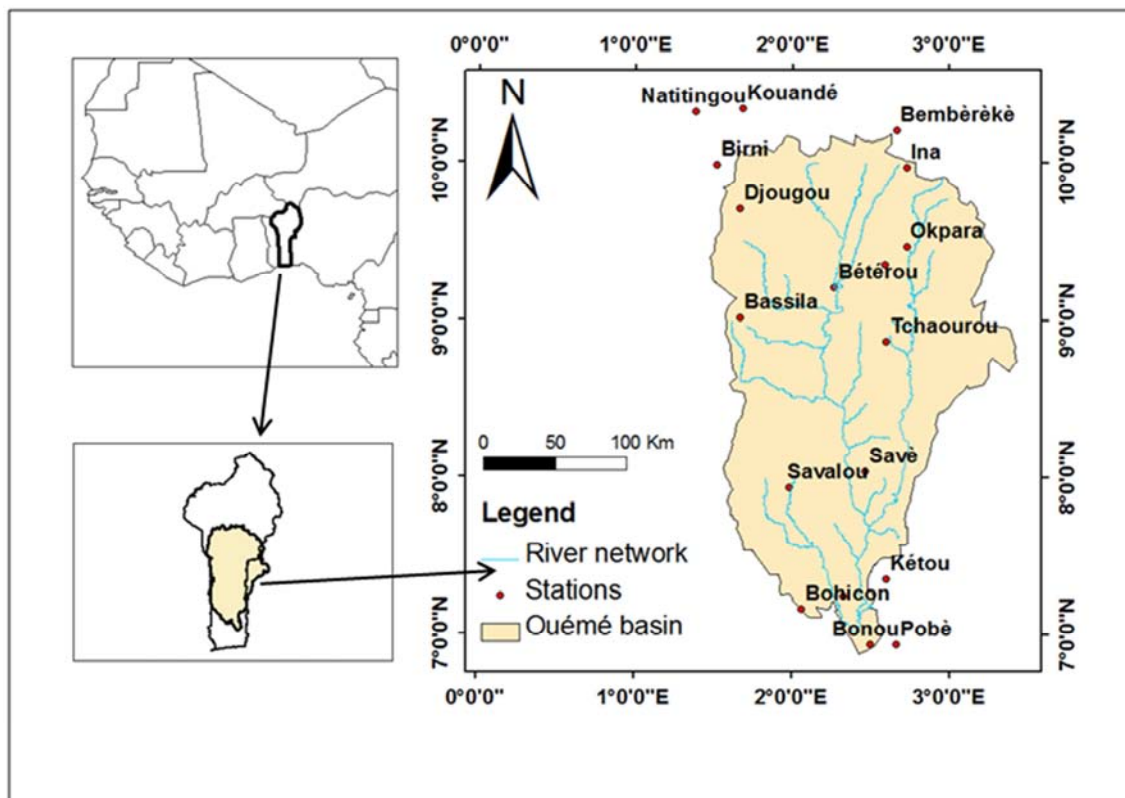 0°0'0"
1°0'0"E
2°0'0"E
3°0'0"E
N
Natitingou
Kouandé
Bembèrèkè
Birni
Ina
10°0'0"N
10°0'0"N
Djougou
Okpara
Bétérou
Bassila
9°0'0"N
9°0'0"N
Tchaourou
0 50 100 Km
Savè
Savalou
8°0'0"N
8°0'0"N
Legend
River network
Stations
Ouémé basin
Kétou
Bohicon
Bonou
Pobè
7°0'0"N
7°0'0"N
0°0'0"
1°0'0"E
2°0'0"E
3°0'0"E